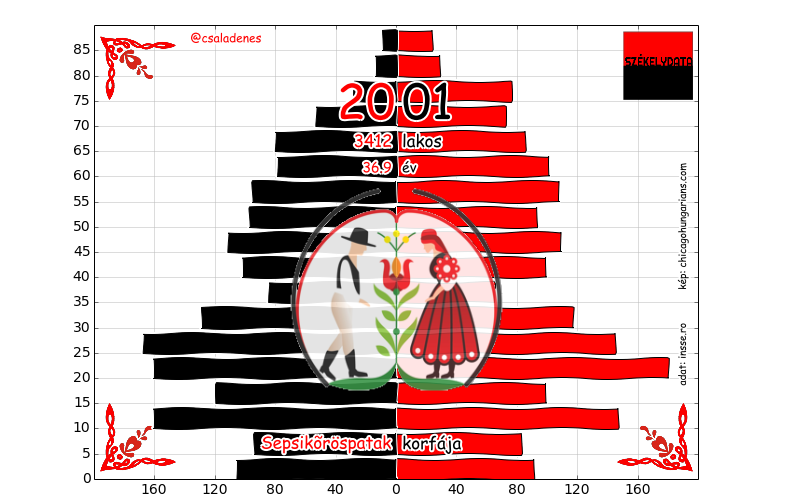 @csaladenes
SZÉKELYDATA
2001
3412 lakos
36.9 év
Sepsikőröspatak korfája
kép: chicagohungarians.com
adat: insse.ro
85
80
75
70
65
60
55
50
45
40
35
30
25
20
15
10
5
0
160 120 80 40 0 40 80 120 160